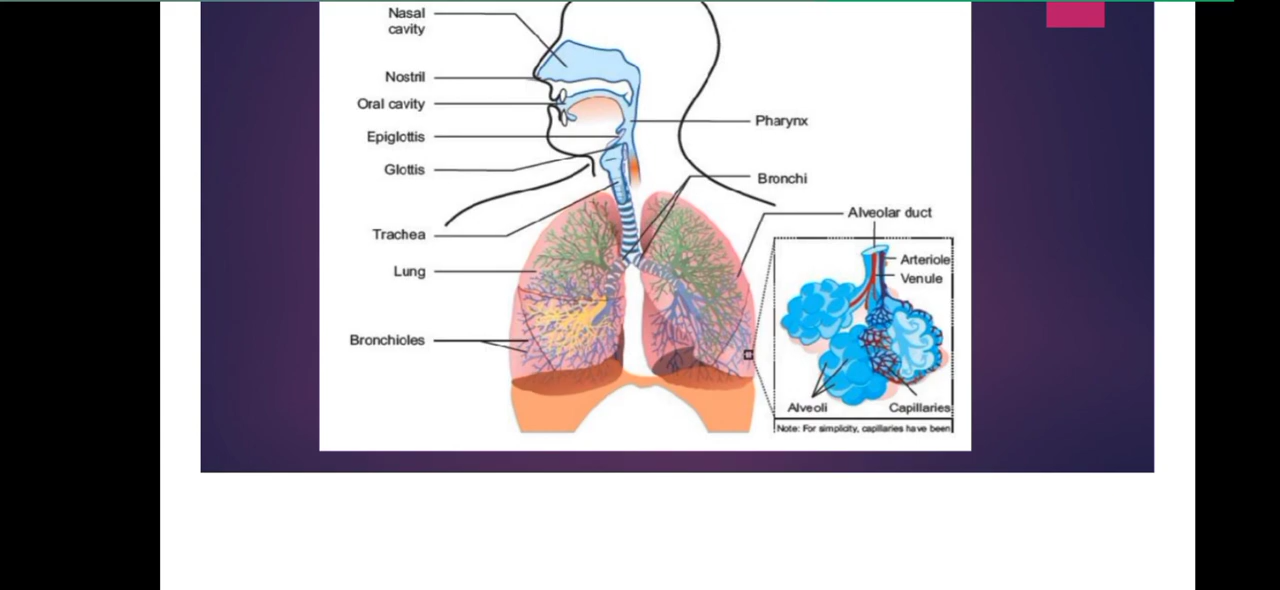 Nasal
cavity
Nostril
Oral cavity
Epiglottis
Glottis
Trachea
Lung
Bronchioles
Pharynx
Bronchi
Alveolar duct
Arteriole
Venule
Alveoli
Capillaries
Note: For simplicity, capillaries have been